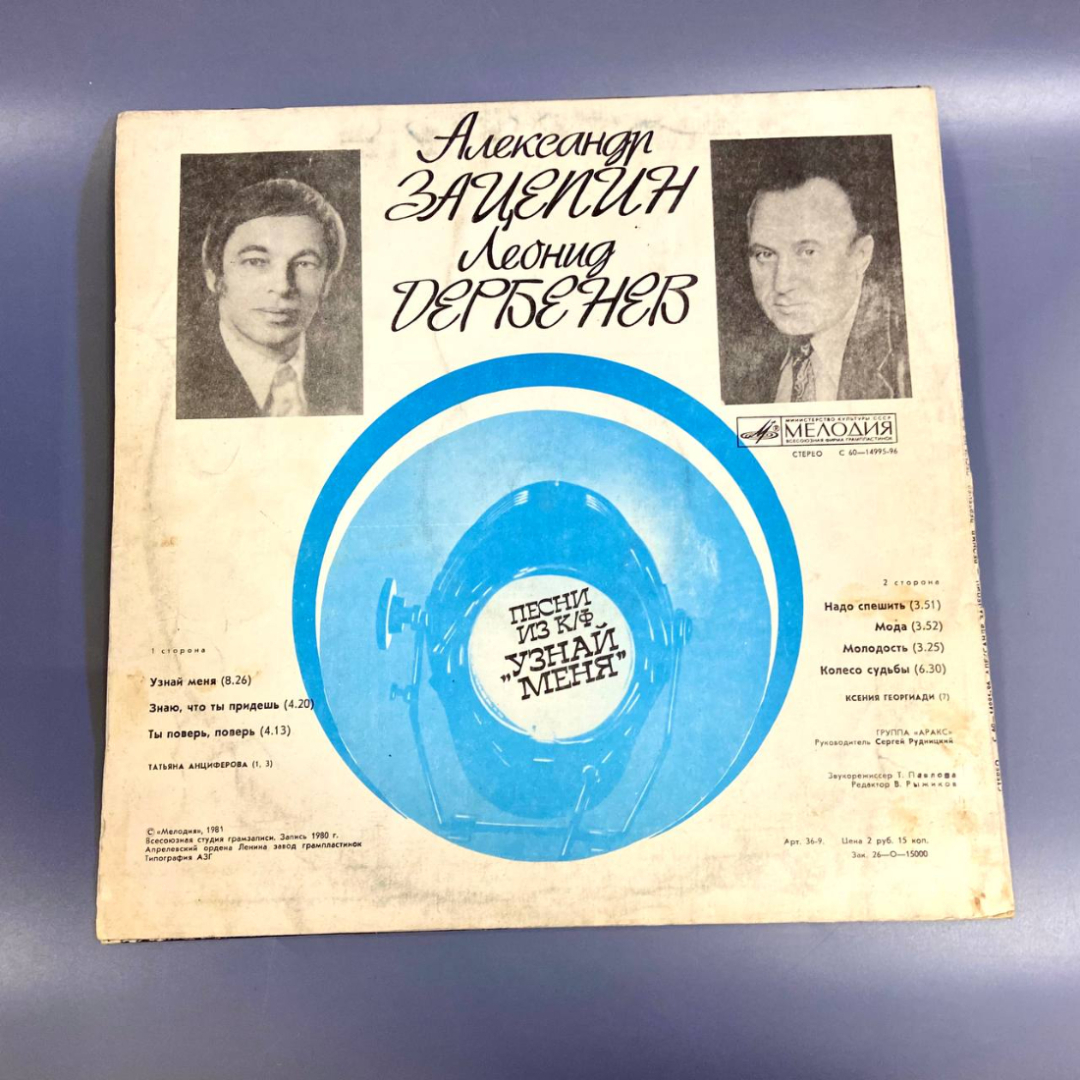 Александр
ЗАЦЕПИН
Леонид
ДЕРБЕНЕВ
МИНИСТЕРСТВО КУЛЬТУРЫ СССР
МЕЛОДИЯ
ВСЕСОЮЗНАЯ ФИРМА ГРАМПЛАСТИНОК
СТЕРЕО С 60—14995-96
ПЕСНИ
ИЗ К/Ф
„УЗНАЙ
МЕНЯ"
1 сторона
Узнай меня (8.26)
Знаю, что ты придешь (4.20)
Ты поверь, поверь (4.13)
ТАТЬЯНА АНЦИФЕРОВА (1, 3)
2 сторона
Надо спешить (3.51)
Мода (3.52)
Молодость (3.25)
Колесо судьбы (6.30)
КСЕНИЯ ГЕОРГИАДИ (7)
ГРУППА «АРАКС»
Руководитель Сергей Рудницкий
Звукорежиссер Т. Павлова
Редактор В. Рыжиков
© «Мелодия», 1981
Всесоюзная студия грамзаписи. Запись 1980 г.
Апрелевский ордена Ленина завод грампластинок
Типография АЗГ
Арт. 36-9. Цена 2 руб. 15 коп.
Зак. 26—О—15000